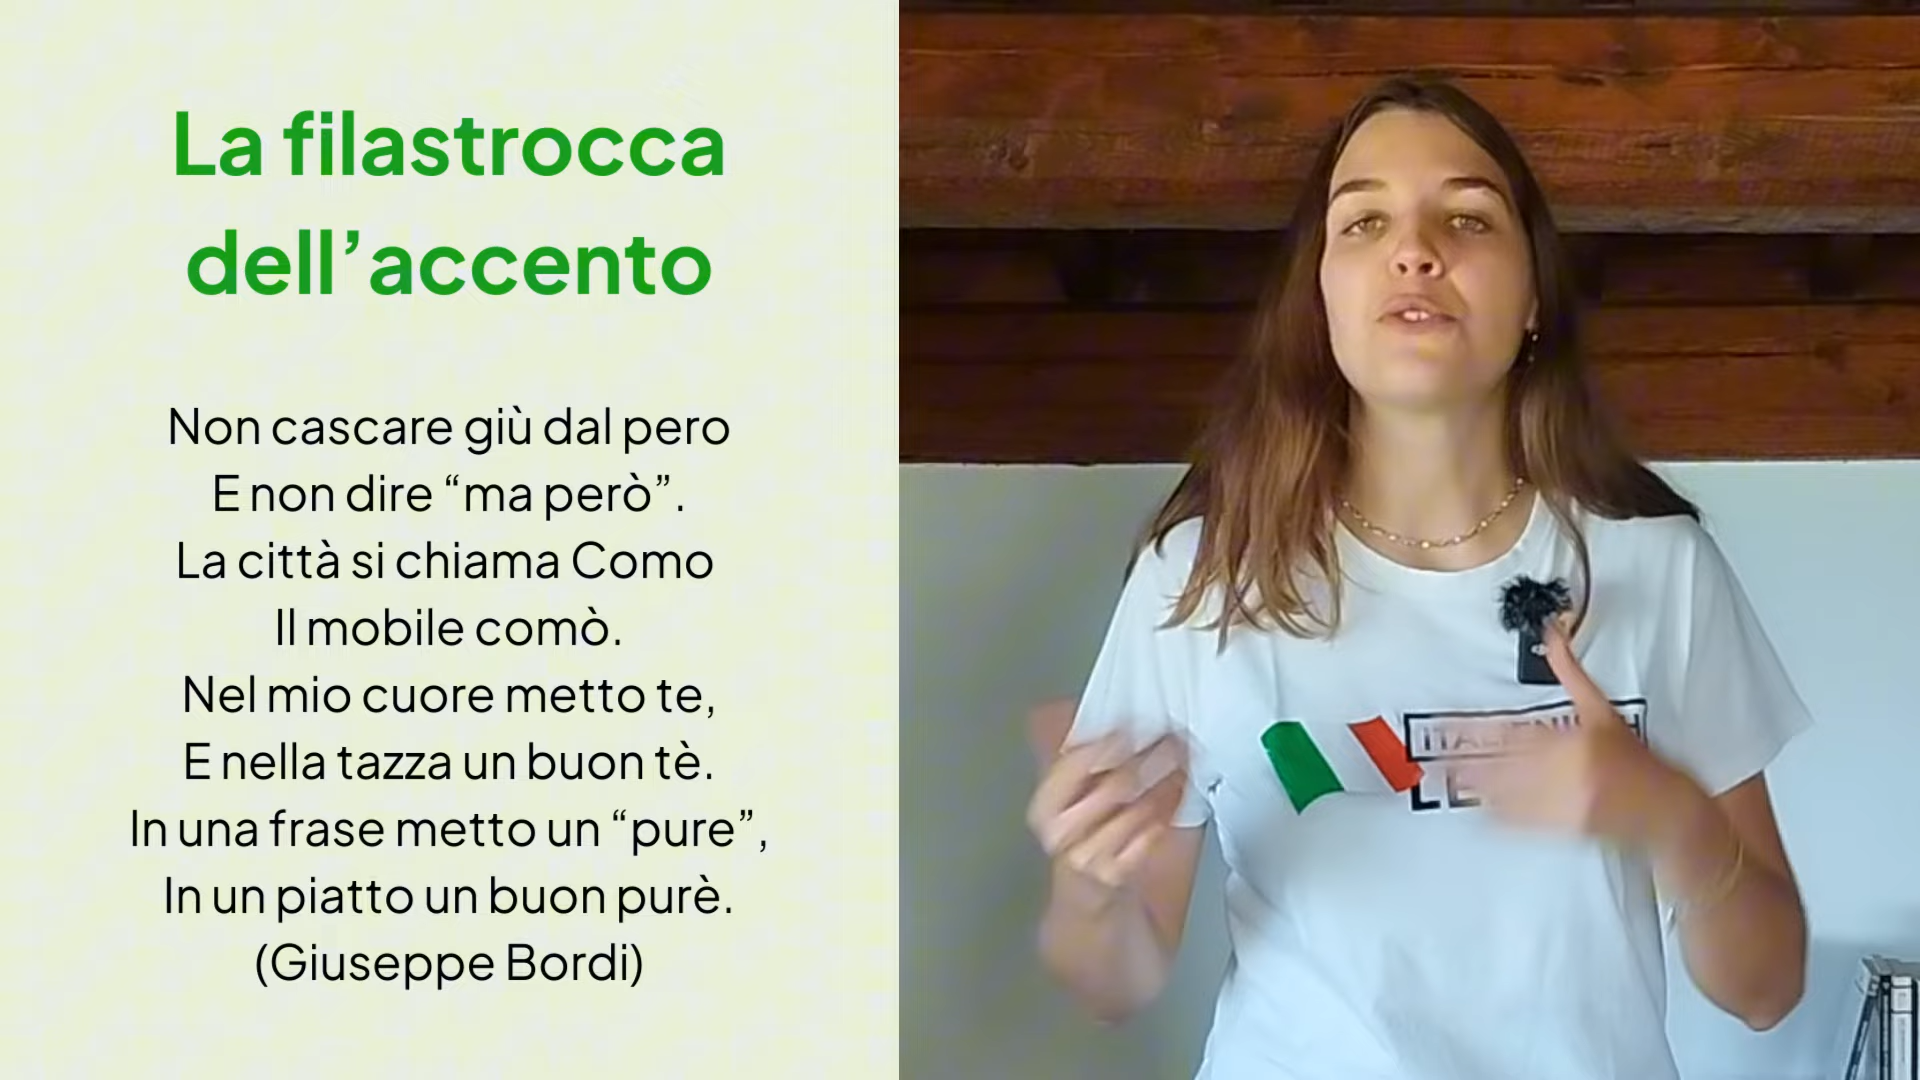 La filastrocca
dell’accento
Non cascare giù dal pero
E non dire “ma però”.
La città si chiama Como
Il mobile comò.
Nel mio cuore metto te,
E nella tazza un buon tè.
In una frase metto un “pure”,
In un piatto un buon purè.
(Giuseppe Bordi)